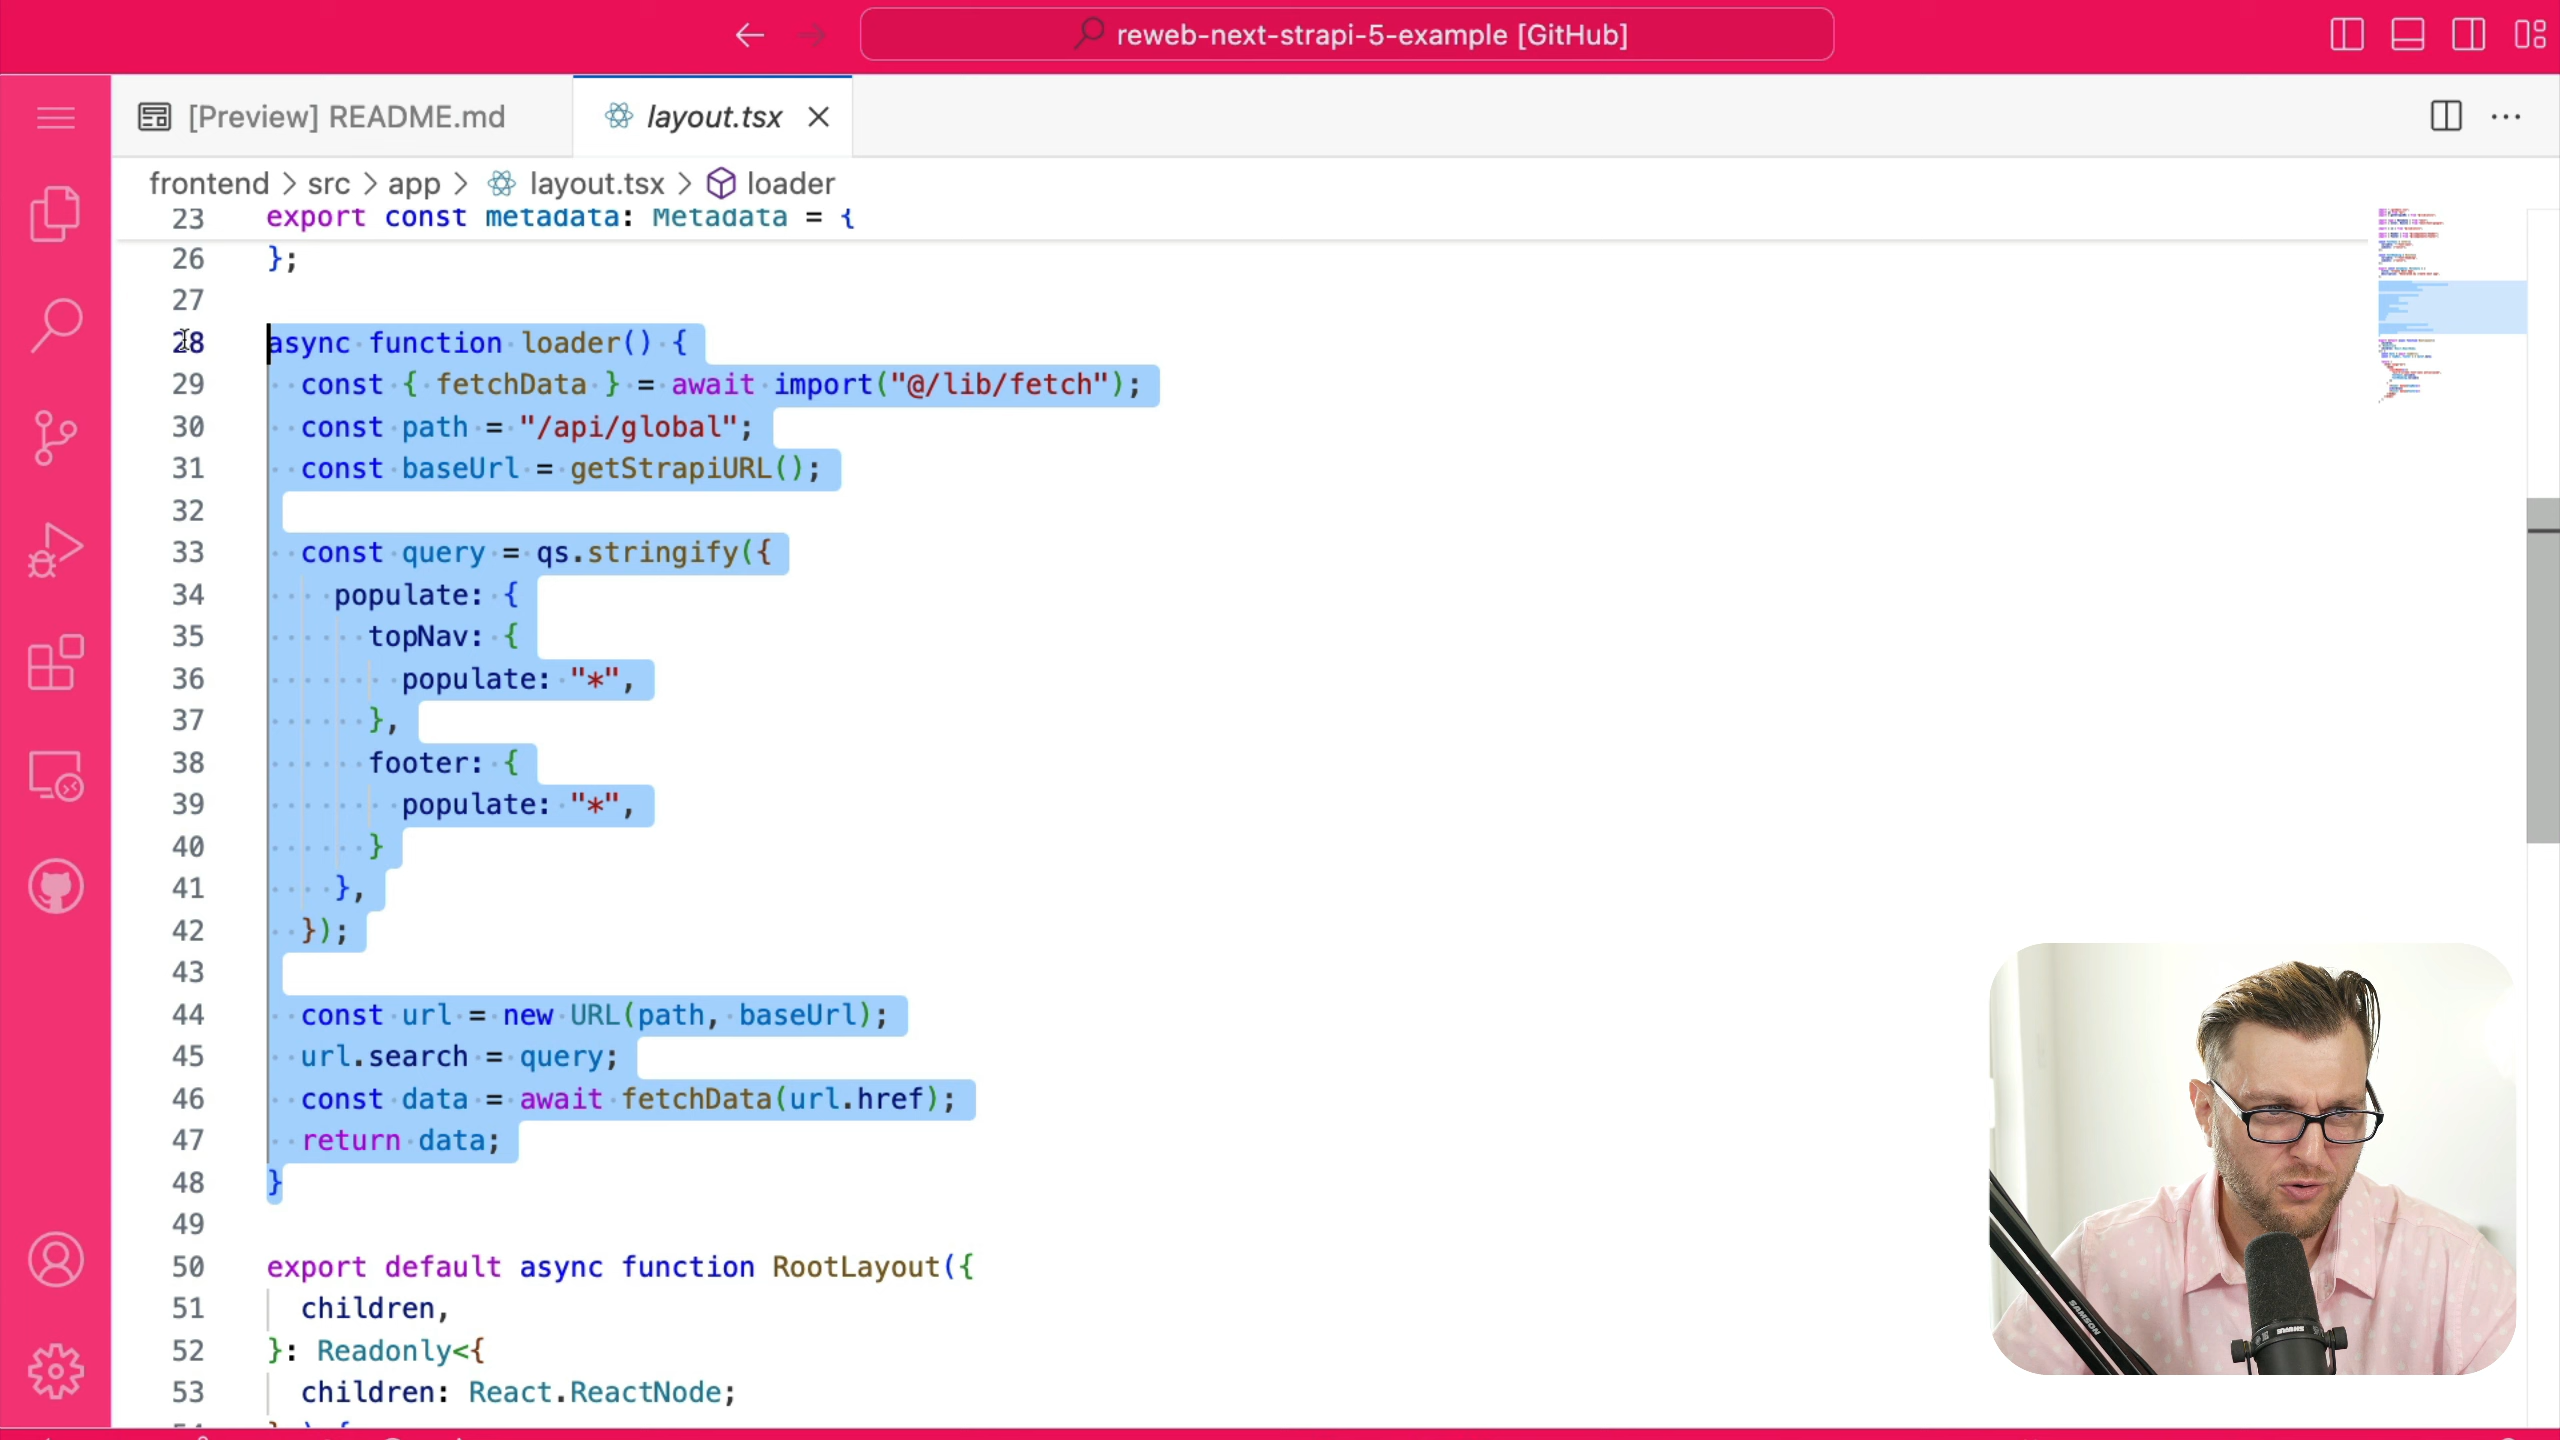 reweb-next-strapi-5-example [GitHub]
[Preview] README.md
layout.tsx
frontend > src > app > layout.tsx > loader
23 export const metadata: Metadata = {
26 };
27
28 async function loader() {
29 const { fetchData } = await import("@/lib/fetch");
30 const path = "/api/global";
31 const baseUrl = getStrapiURL();
32
33 const query = qs.stringify({
34 populate: {
35 topNav: {
36 populate: "*",
37 },
38 footer: {
39 populate: "*",
40 }
41 },
42 });
43
44 const url = new URL(path, baseUrl);
45 url.search = query;
46 const data = await fetchData(url.href);
47 return data;
48 }
49
50 export default async function RootLayout({
51 children,
52 }: Readonly<{
53 children: React.ReactNode;
SAMSON
SHURE